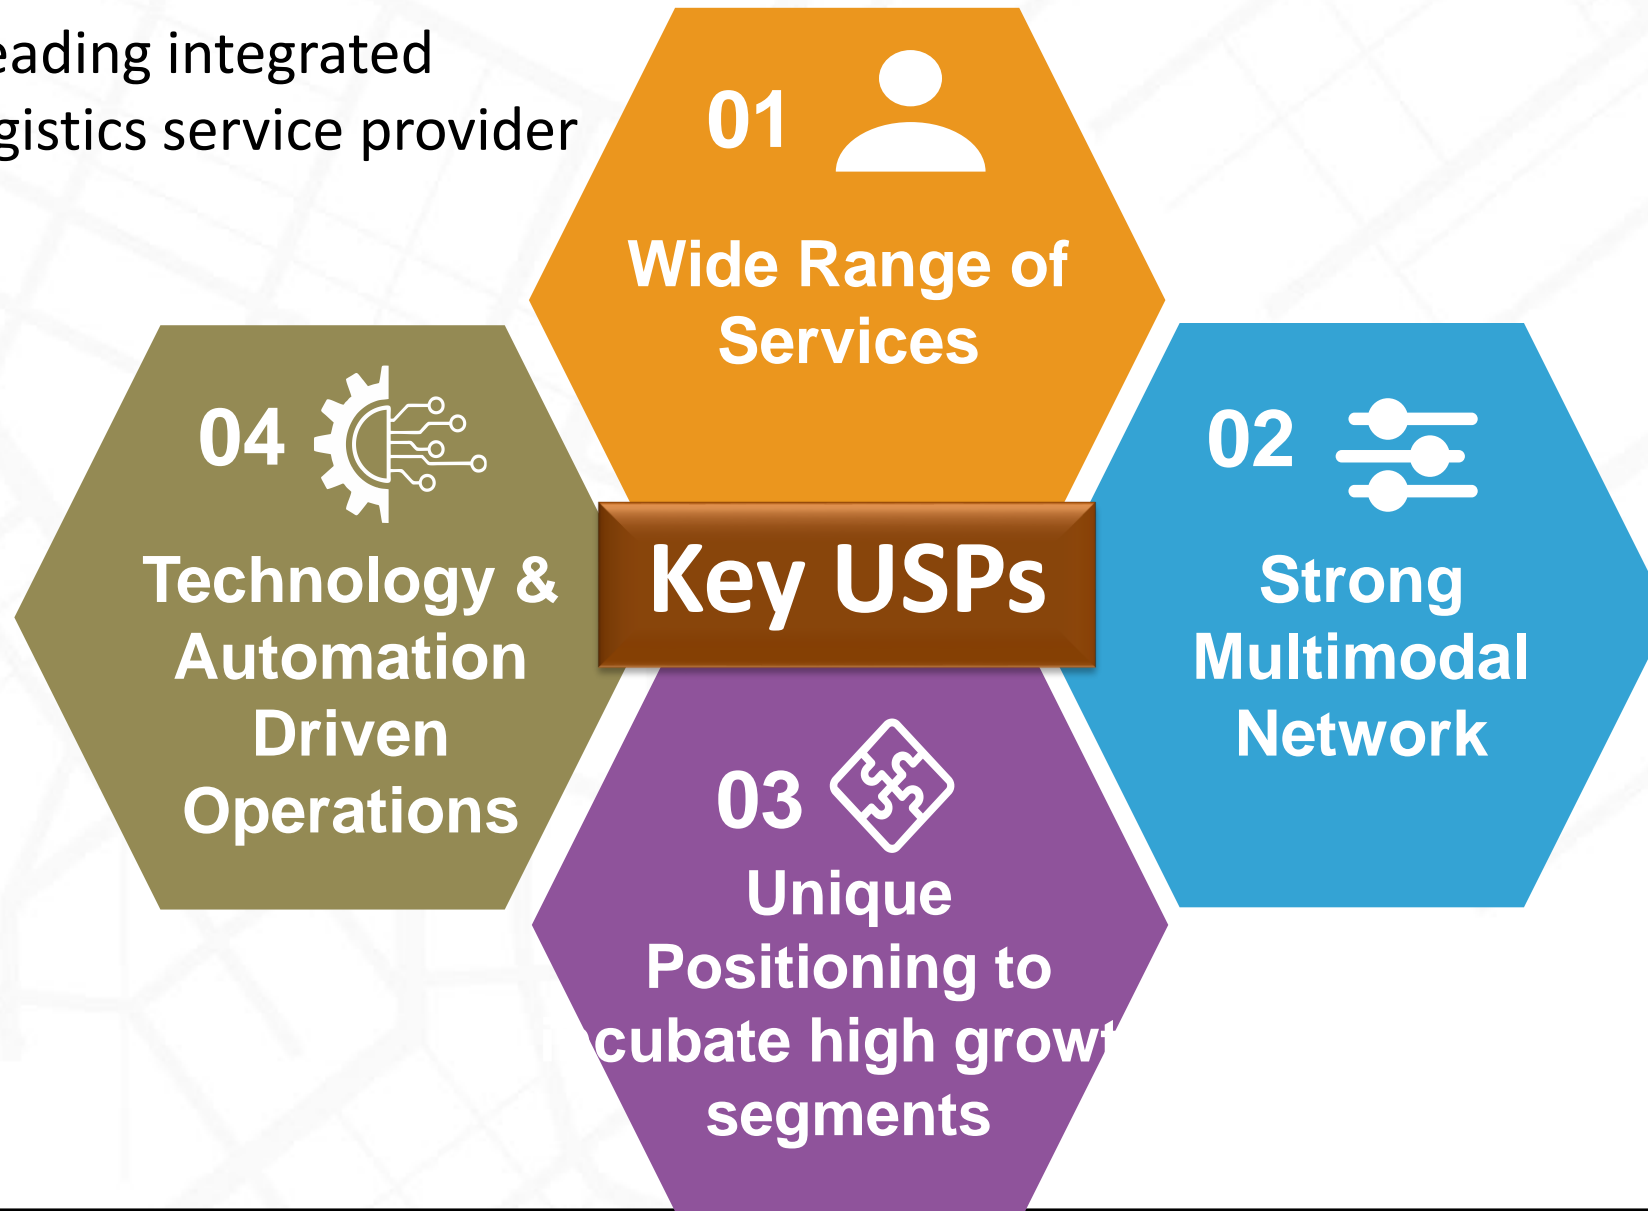 eading integrated
gistics service provider
01
Wide Range of
Services
02
Strong
Multimodal
Network
Key USPs
04
Technology &
Automation
Driven
Operations
03
Unique
Positioning to
cubate high growt
segments